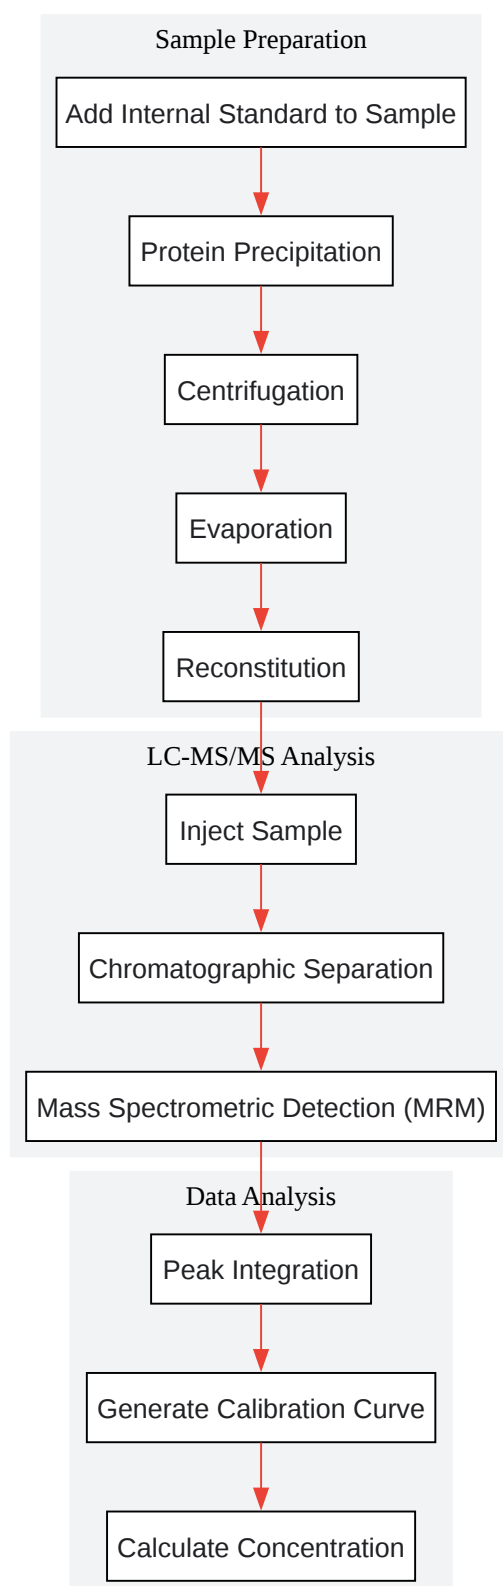 Sample Preparation
Add Internal Standard to Sample
Protein Precipitation
Centrifugation
Evaporation
Reconstitution
LC-MS/MS Analysis
Inject Sample
Chromatographic Separation
Mass Spectrometric Detection (MRM)
Data Analysis
Peak Integration
Generate Calibration Curve
Calculate Concentration